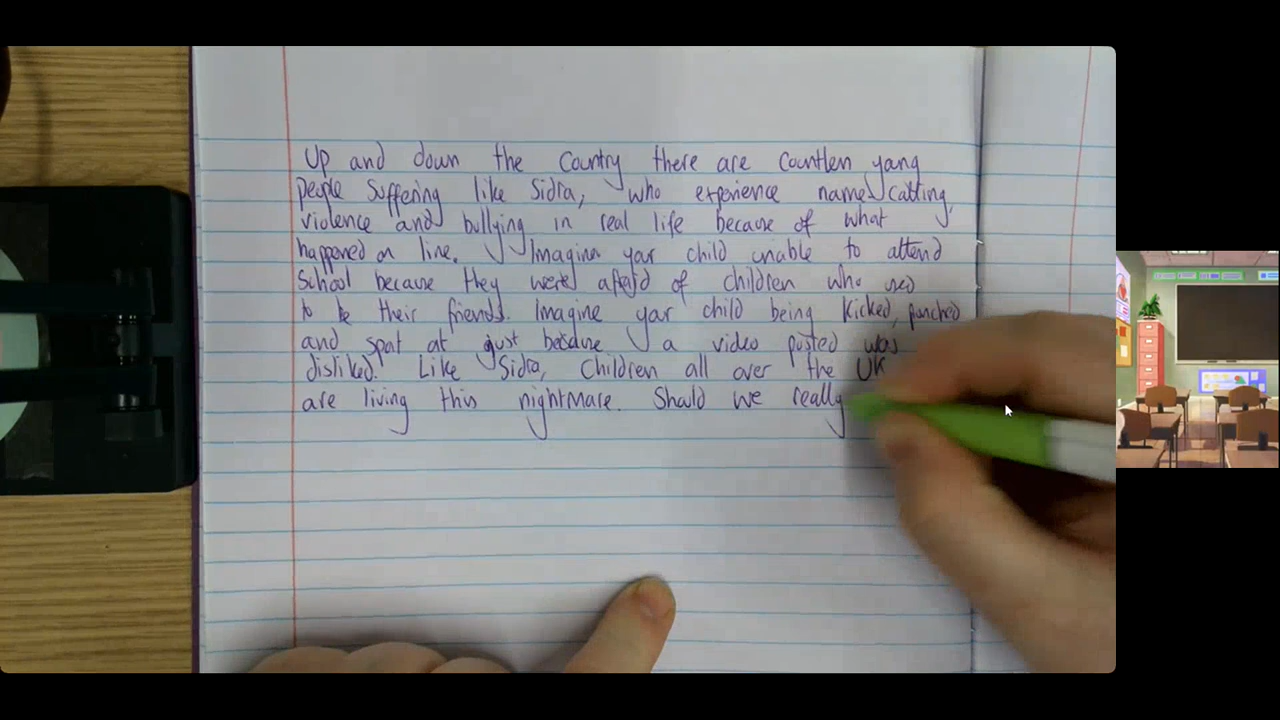 Up and down the Country there are Countless young
People Suffering like Sidra, who experience name calling,
violence and bullying in real life because of what
happened on line. Imagine your child unable to attend
School because they were afraid of children who used
to be their friends. Imagine your child being kicked, punched
and spat at just because a video posted was
disliked. Like Sidra, Children all over the UK
are living this nightmare. Should we really